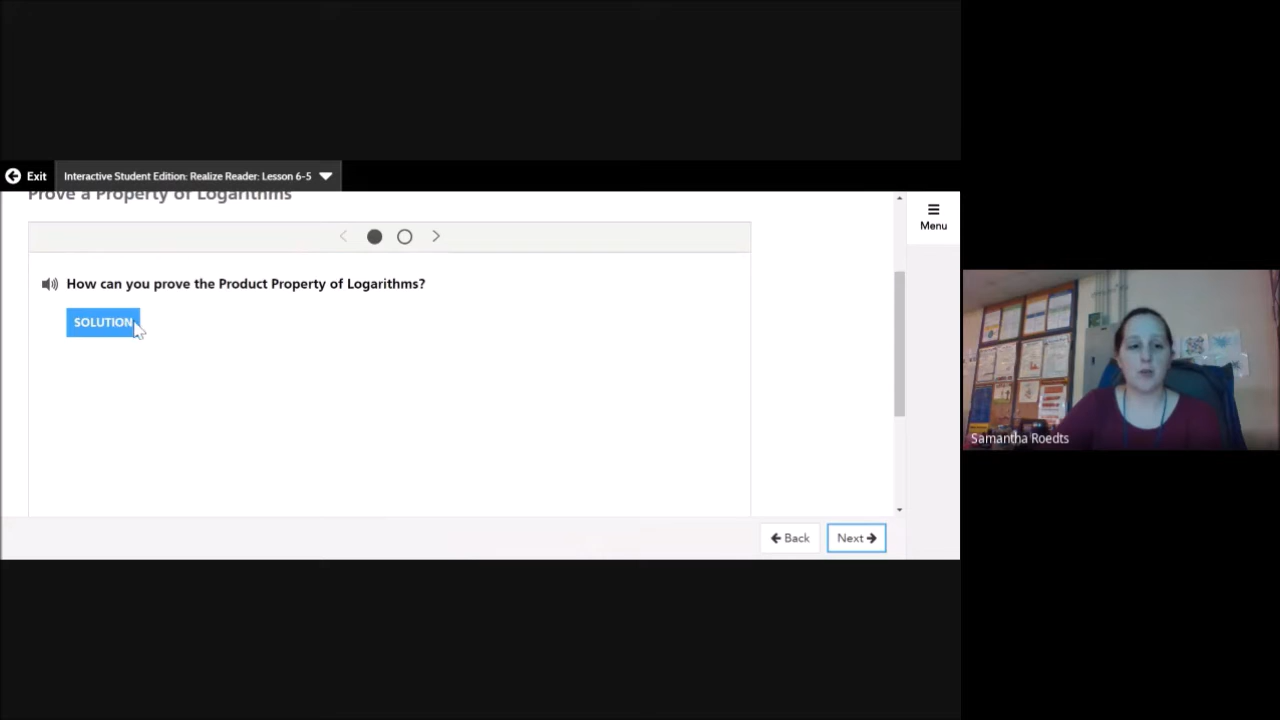 Exit
Interactive Student Edition: Realize Reader: Lesson 6-5
Prove a Property of Logarithms
Menu
How can you prove the Product Property of Logarithms?
SOLUTION
Samantha Roedts
Back
Next